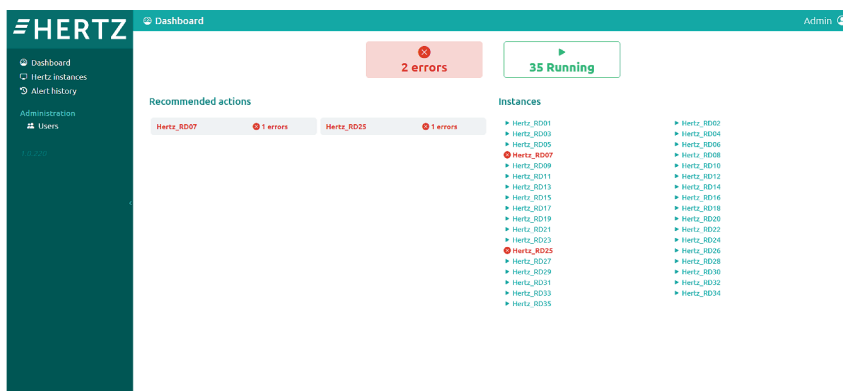 HERTZ
Dashboard
Admin
Dashboard
Hertz instances
Alert history
Administration
Users
1.0.226
2 errors
35 Running
Recommended actions
Hertz_RD07 1 errors Hertz_RD25 1 errors
Instances
Hertz_RD01 Hertz_RD02
Hertz_RD03 Hertz_RD04
Hertz_RD05 Hertz_RD06
Hertz_RD07 Hertz_RD08
Hertz_RD09 Hertz_RD10
Hertz_RD11 Hertz_RD12
Hertz_RD13 Hertz_RD14
Hertz_RD15 Hertz_RD16
Hertz_RD17 Hertz_RD18
Hertz_RD19 Hertz_RD20
Hertz_RD21 Hertz_RD22
Hertz_RD23 Hertz_RD24
Hertz_RD25 Hertz_RD26
Hertz_RD27 Hertz_RD28
Hertz_RD29 Hertz_RD30
Hertz_RD31 Hertz_RD32
Hertz_RD33 Hertz_RD34
Hertz_RD35